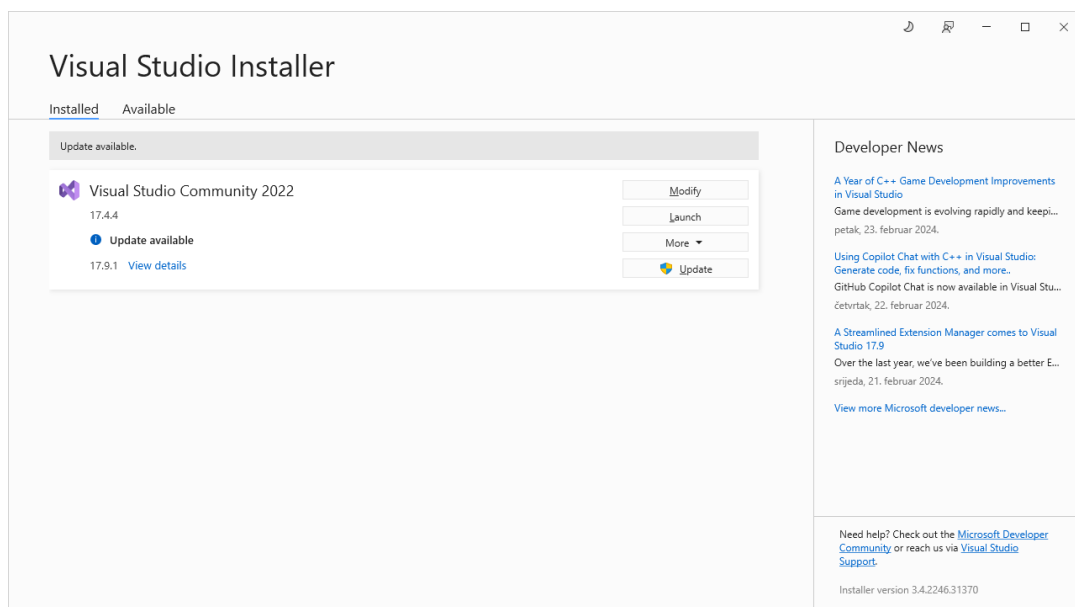 Visual Studio Installer
Installed
Available
Update available.
Visual Studio Community 2022
17.4.4
Update available
17.9.1 View details
Modify
Launch
More
Update
Developer News
A Year of C++ Game Development Improvements
in Visual Studio
Game development is evolving rapidly and keepi...
petak, 23. februar 2024.
Using Copilot Chat with C++ in Visual Studio:
Generate code, fix functions, and more..
GitHub Copilot Chat is now available in Visual Stu...
četvrtak, 22. februar 2024.
A Streamlined Extension Manager comes to Visual
Studio 17.9
Over the last year, we've been building a better E...
srijeda, 21. februar 2024.
View more Microsoft developer news...
Need help? Check out the Microsoft Developer
Community or reach us via Visual Studio
Support.
Installer version 3.4.2246.31370